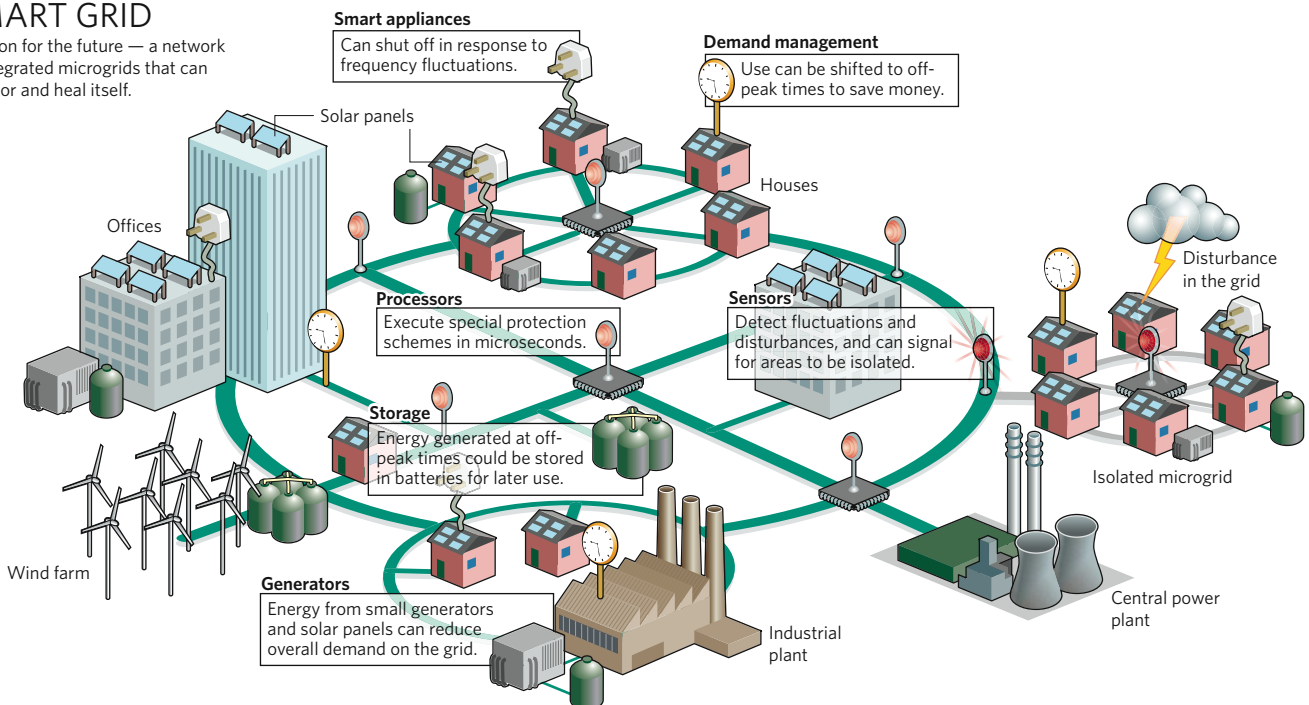 MART GRID
on for the future — a network
egrated microgrids that can
or and heal itself.
Smart appliances
Can shut off in response to
frequency fluctuations.
Demand management
Use can be shifted to off-
peak times to save money.
Solar panels
Houses
Offices
Disturbance
in the grid
Processors
Execute special protection
schemes in microseconds.
Sensors
Detect fluctuations and
disturbances, and can signal
for areas to be isolated.
Storage
Energy generated at off-
peak times could be stored
in batteries for later use.
Isolated microgrid
Wind farm
Generators
Energy from small generators
and solar panels can reduce
overall demand on the grid.
Central power
plant
Industrial
plant